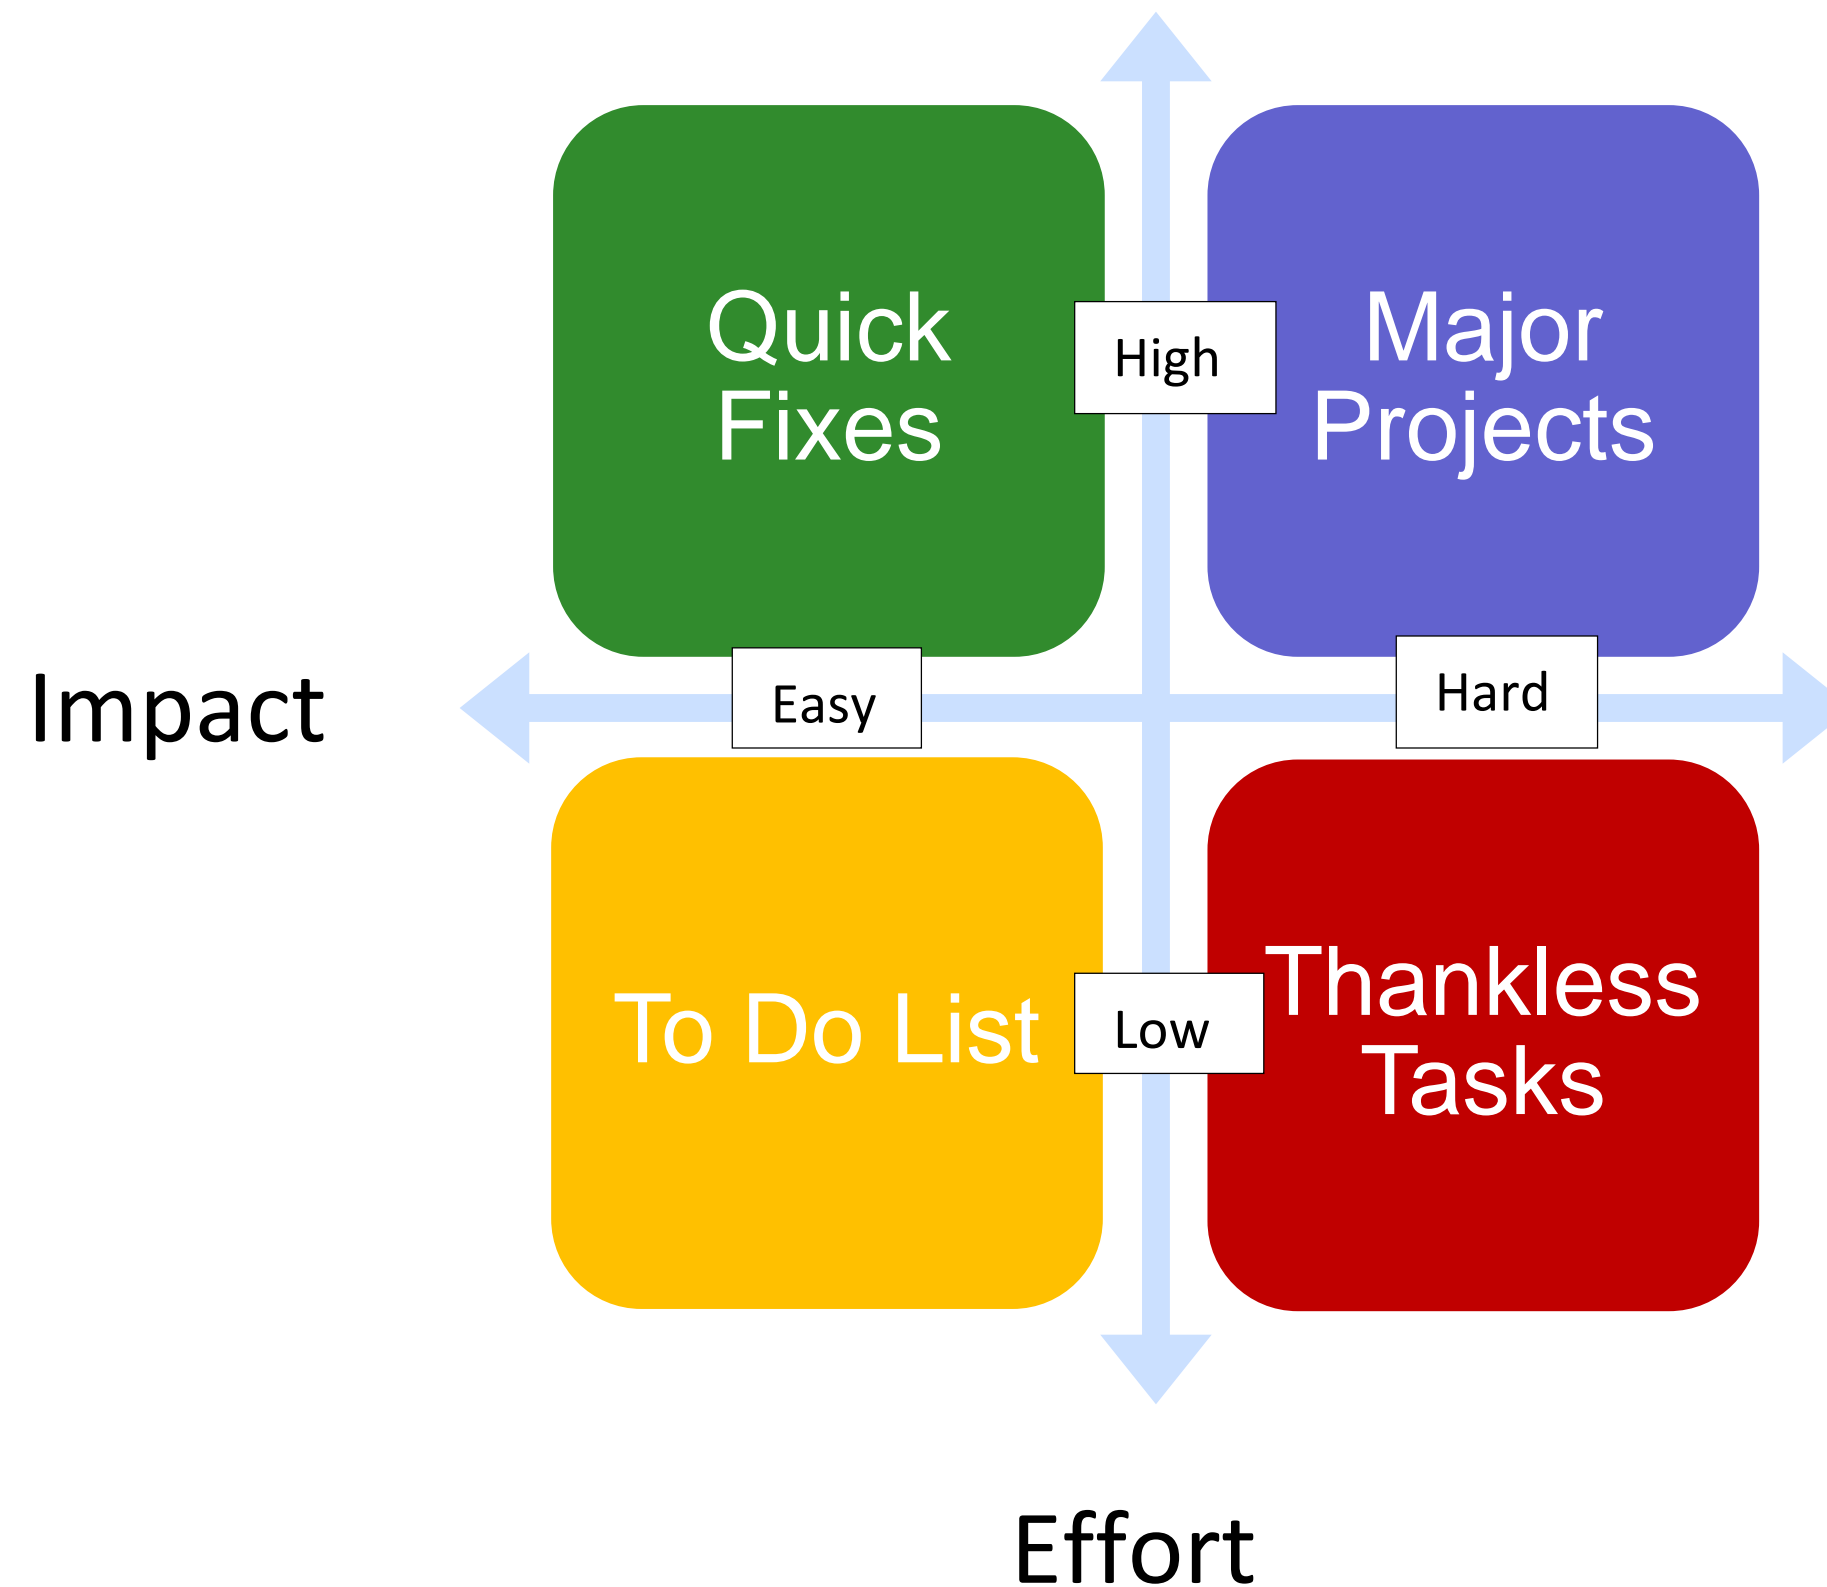 Quick
Fixes
High
Major
Projects
Impact
Easy
Hard
To Do List
Low
Thankless
Tasks
Effort